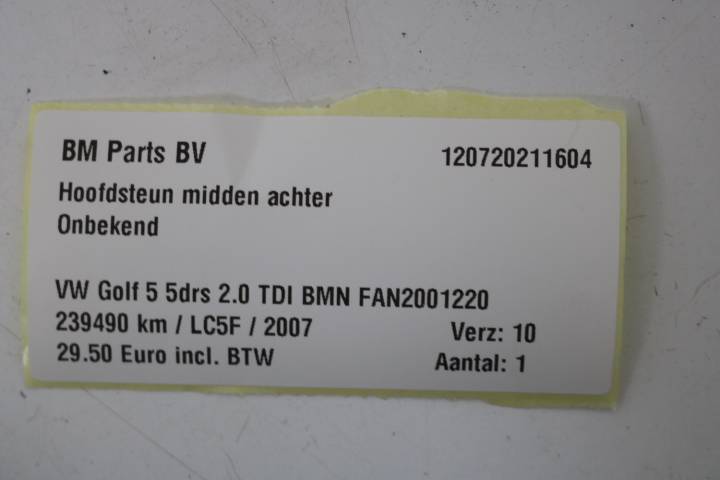 BM Parts BV 120720211604
Hoofdsteun midden achter
Onbekend
VW Golf 5 5drs 2.0 TDI BMN FAN2001220
239490 km / LC5F / 2007 Verz: 10
29.50 Euro incl. BTW Aantal: 1